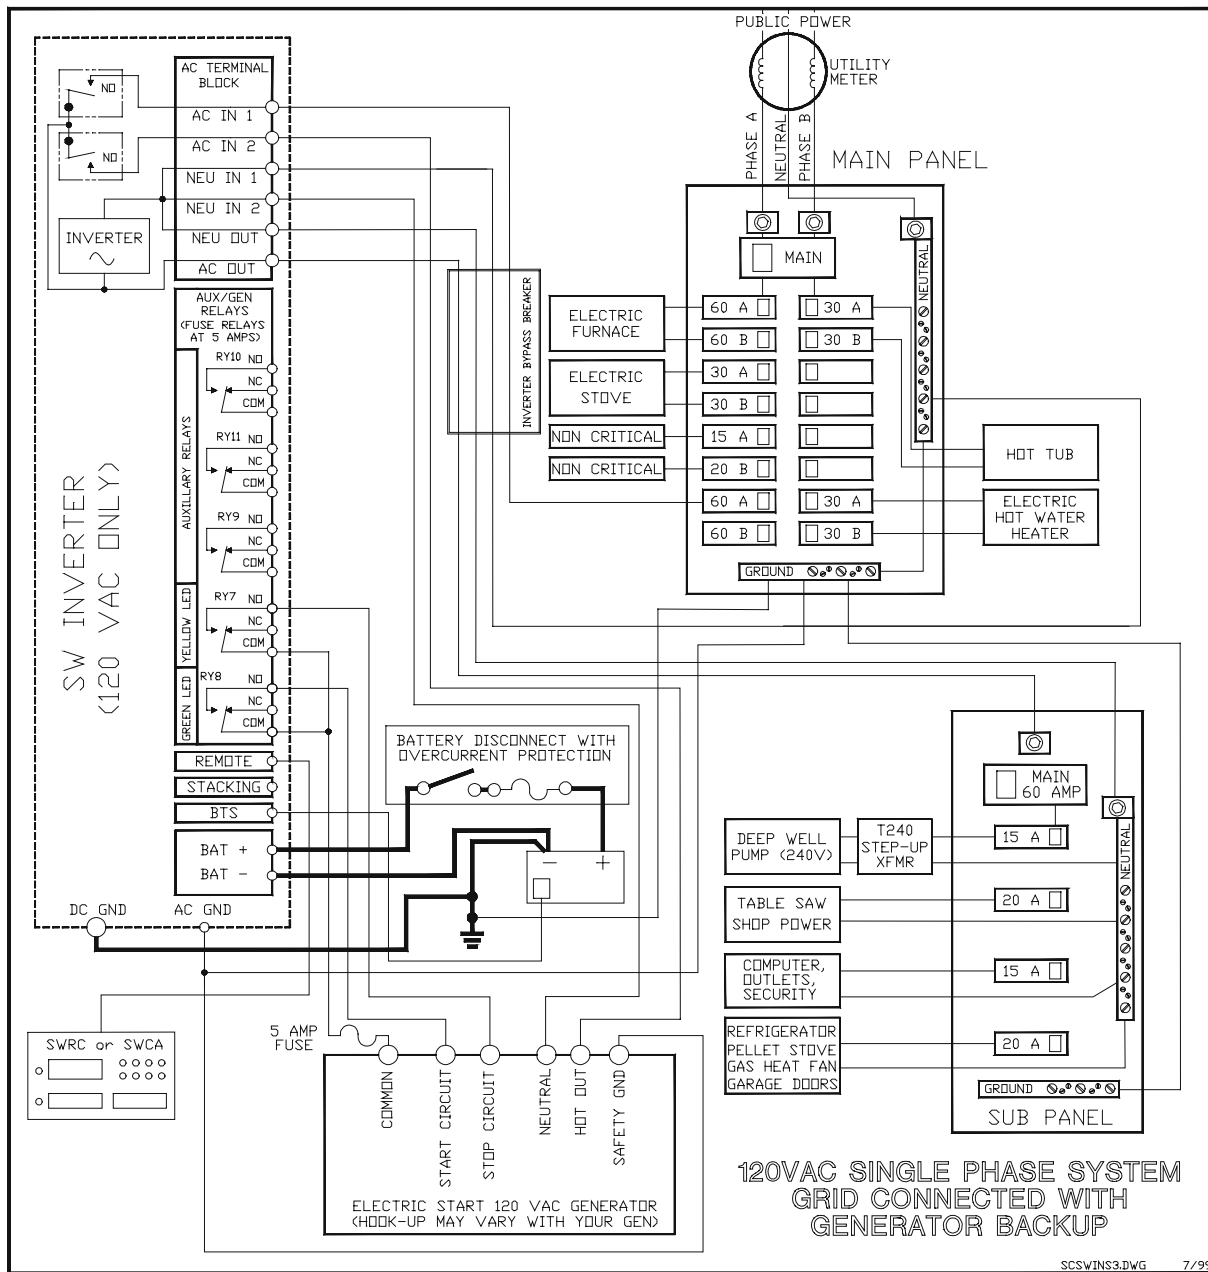 PUBLIC POWER
UTILITY
METER
PHASE A
NEUTRAL
PHASE B
MAIN PANEL
AC TERMINAL
BLOCK
NO
AC IN 1
AC IN 2
NO
NEU IN 1
NEU IN 2
NEU OUT
AC OUT
INVERTER
INVERTER BYPASS BREAKER
AUX/GEN
RELAYS
(FUSE RELAYS
AT 5 AMPS)
AUXILLARY RELAYS
RY10 NO
NC
COM
RY11 NO
NC
COM
RY9 NO
NC
COM
YELLOW LED
RY7 NO
NC
COM
GREEN LED
RY8 NO
NC
COM
REMOTE
STACKING
BTS
BAT +
BAT -
DC GND
AC GND
SW INVERTER
(120 VAC ONLY)
MAIN
NEUTRAL
ELECTRIC
FURNACE
60 A
60 B
30 A
30 B
ELECTRIC
STOVE
30 A
30 B
NON CRITICAL
15 A
NON CRITICAL
20 B
60 A
60 B
30 A
30 B
HOT TUB
ELECTRIC
HOT WATER
HEATER
GROUND
BATTERY DISCONNECT WITH
OVERCURRENT PROTECTION
- +
MAIN
60 AMP
NEUTRAL
DEEP WELL
PUMP (240V)
T240
STEP-UP
XFMR
15 A
TABLE SAW
SHOP POWER
20 A
COMPUTER,
OUTLETS,
SECURITY
15 A
REFRIGERATOR
PELLET STOVE
GAS HEAT FAN
GARAGE DOORS
20 A
GROUND
SUB PANEL
SWRC or SWCA
5 AMP
FUSE
COMMON
START CIRCUIT
STOP CIRCUIT
NEUTRAL
HOT OUT
SAFETY GND
ELECTRIC START 120 VAC GENERATOR
(HOOK-UP MAY VARY WITH YOUR GEN)
120VAC SINGLE PHASE SYSTEM
GRID CONNECTED WITH
GENERATOR BACKUP
SCSWINS3.DWG 7/99